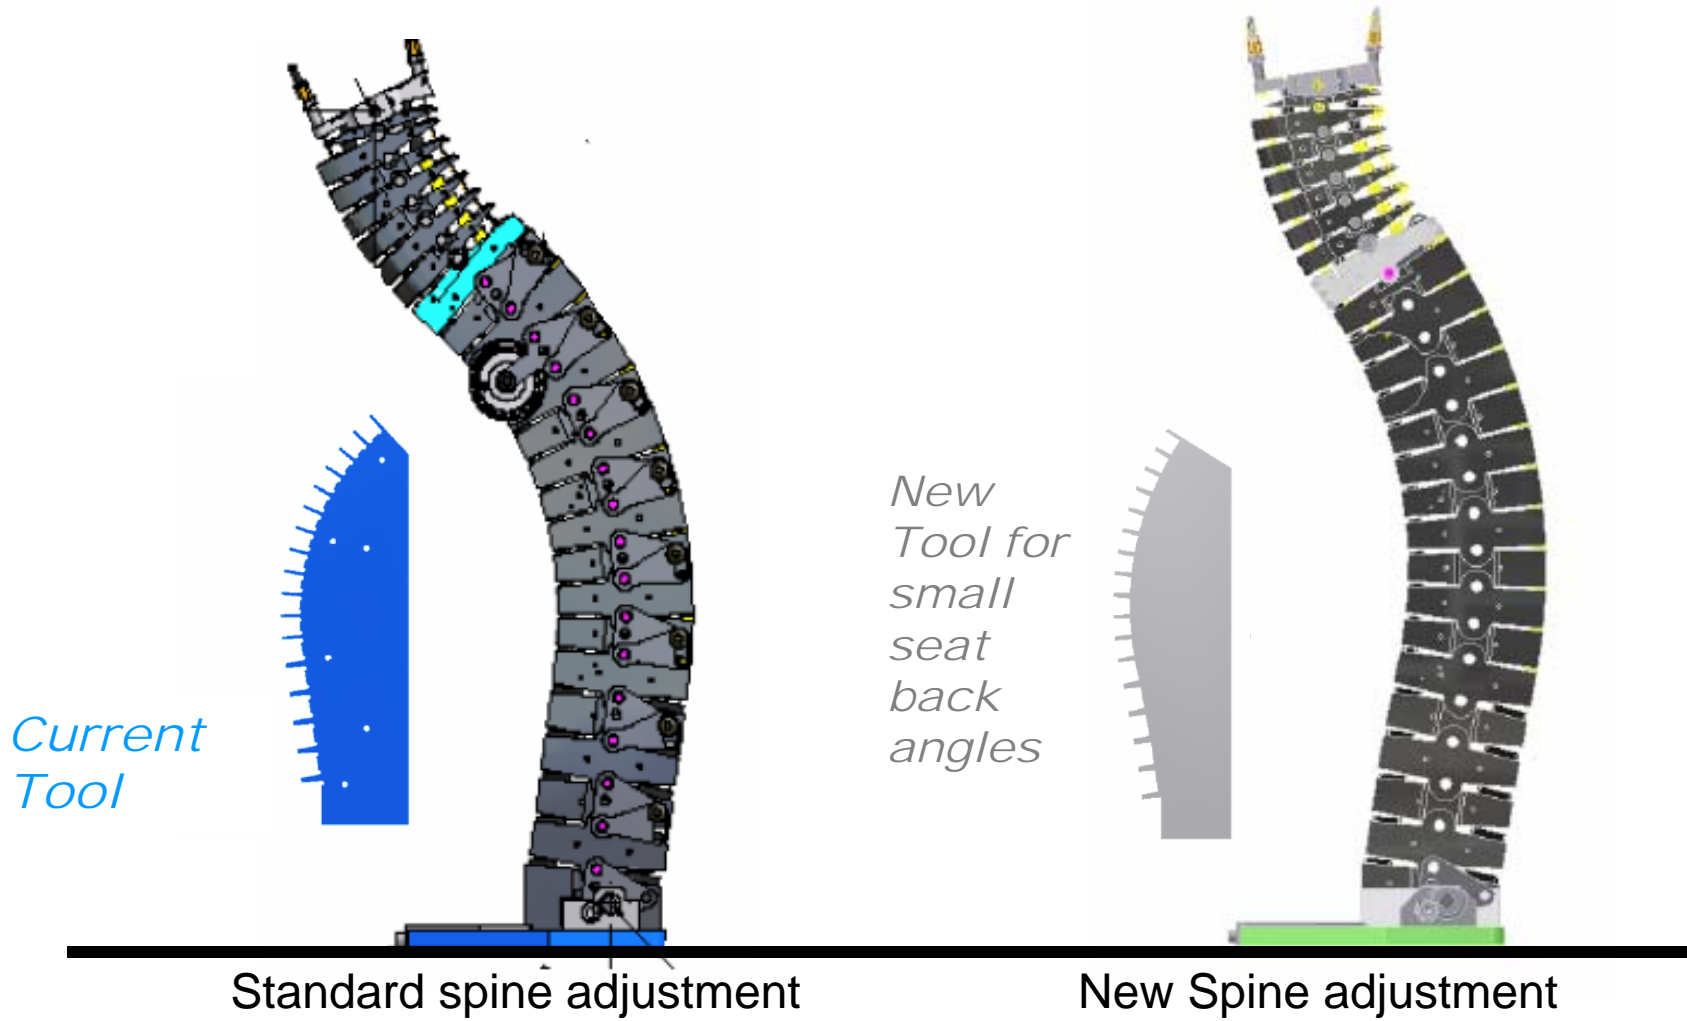 Current
Tool
New
Tool for
small
seat
back
angles
Standard spine adjustment
New Spine adjustment